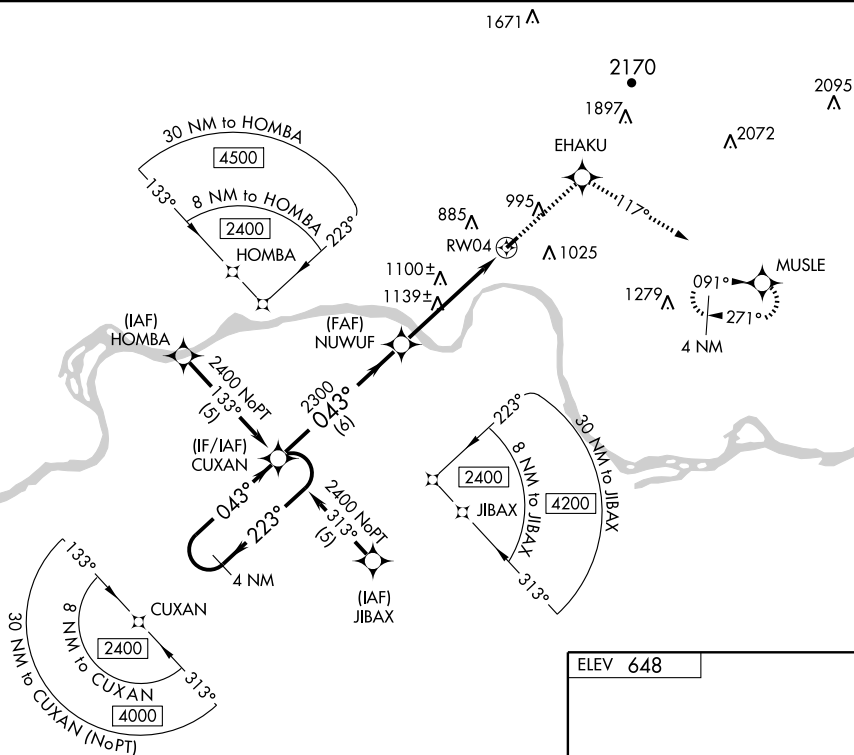 1671
2170
2095
1897
2072
EHAKU
30 NM to HOMBA
4500
133°
8 NM to HOMBA
2400
223°
HOMBA
885
995
117°
RW04
1025
MUSLE
1100±
1139±
1279
091°
271°
4 NM
(IAF)
HOMBA
(FAF)
NUWUF
2400 NoPT
133°
(5)
2300
043°
(6)
(IF/IAF)
CUXAN
043°
223°
4 NM
2400 NoPT
313°
(5)
(IAF)
JIBAX
223°
30 NM to JIBAX
8 NM to JIBAX
2400
4200
JIBAX
313°
133°
CUXAN
8 NM to CUXAN
2400
313°
30 NM to CUXAN (NoPT)
4000
ELEV 648